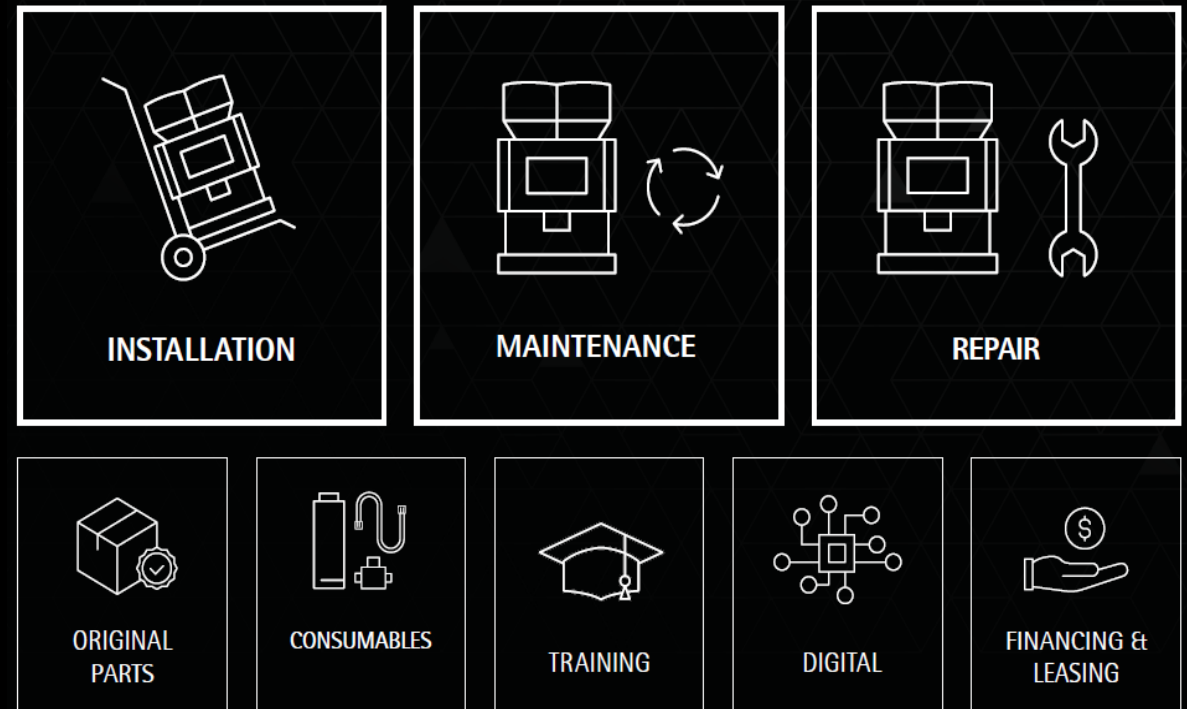 INSTALLATION
MAINTENANCE
REPAIR
ORIGINAL
PARTS
CONSUMABLES
TRAINING
DIGITAL
FINANCING &
LEASING